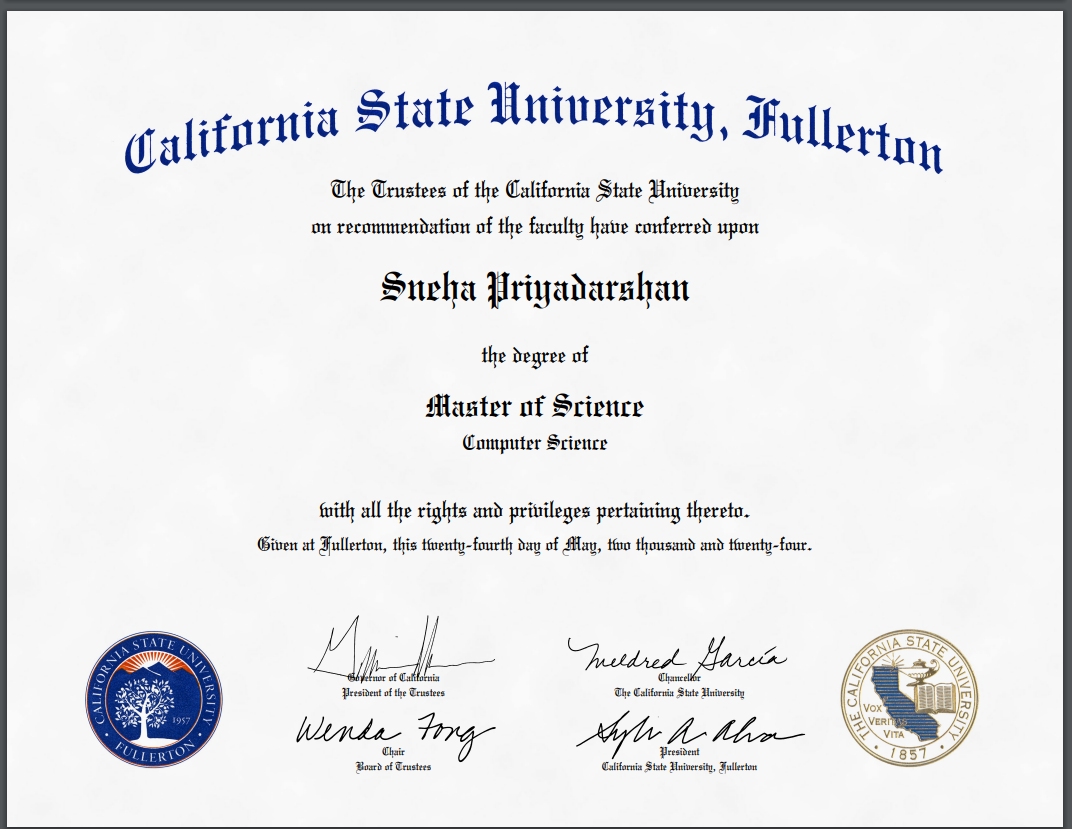 California State University, Fullerton
The Trustees of the California State University
on recommendation of the faculty have conferred upon
Sneha Priyadarshan
the degree of
Master of Science
Computer Science
with all the rights and privileges pertaining thereto.
Given at Fullerton, this twenty-fourth day of May, two thousand and twenty-four.
Governor of California
President of the Trustees
Mildred García
Chancellor
The California State University
Wenda Fong
Chair
Board of Trustees
President
California State University, Fullerton
CALIFORNIA STATE UNIVERSITY
1957
FULLERTON
THE CALIFORNIA STATE UNIVERSITY
VOX
VERITAS
VITA
1857